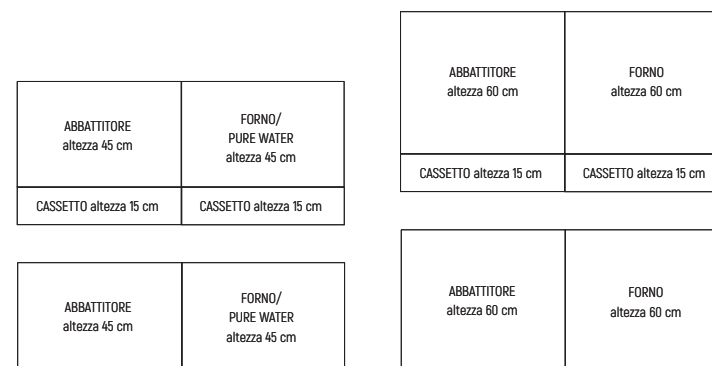 ABBATTITORE
altezza 45 cm
FORNO/
PURE WATER
altezza 45 cm
CASSETTO altezza 15 cm
CASSETTO altezza 15 cm
ABBATTITORE
altezza 45 cm
FORNO/
PURE WATER
altezza 45 cm
ABBATTITORE
altezza 60 cm
FORNO
altezza 60 cm
CASSETTO altezza 15 cm
CASSETTO altezza 15 cm
ABBATTITORE
altezza 60 cm
FORNO
altezza 60 cm